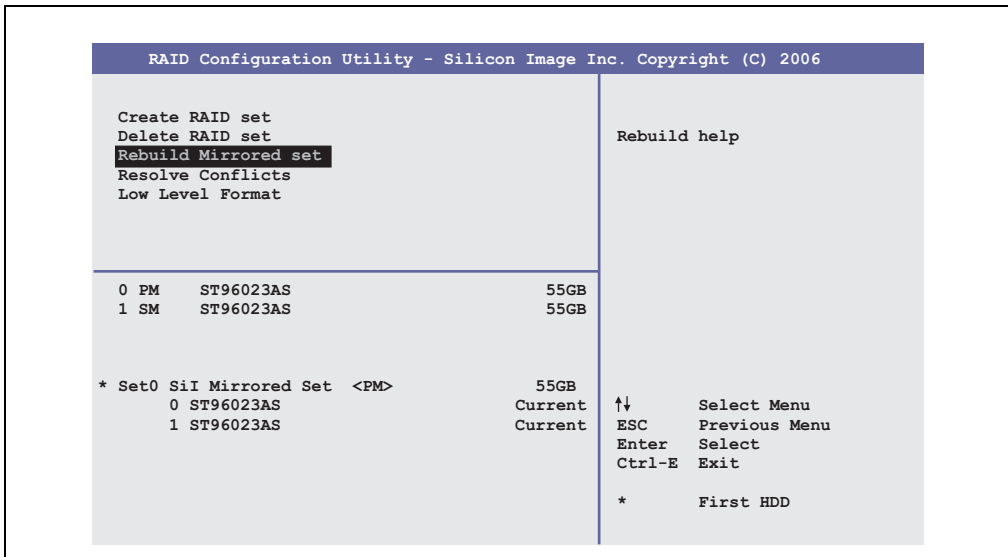 RAID Configuration Utility - Silicon Image Inc. Copyright (C) 2006
Create RAID set
Delete RAID set
Rebuild Mirrored set
Resolve Conflicts
Low Level Format
Rebuild help
0 PM ST96023AS 55GB
1 SM ST96023AS 55GB
* Set0 SiI Mirrored Set <PM> 55GB
0 ST96023AS Current
1 ST96023AS Current
↑↓ Select Menu
ESC Previous Menu
Enter Select
Ctrl-E Exit
* First HDD